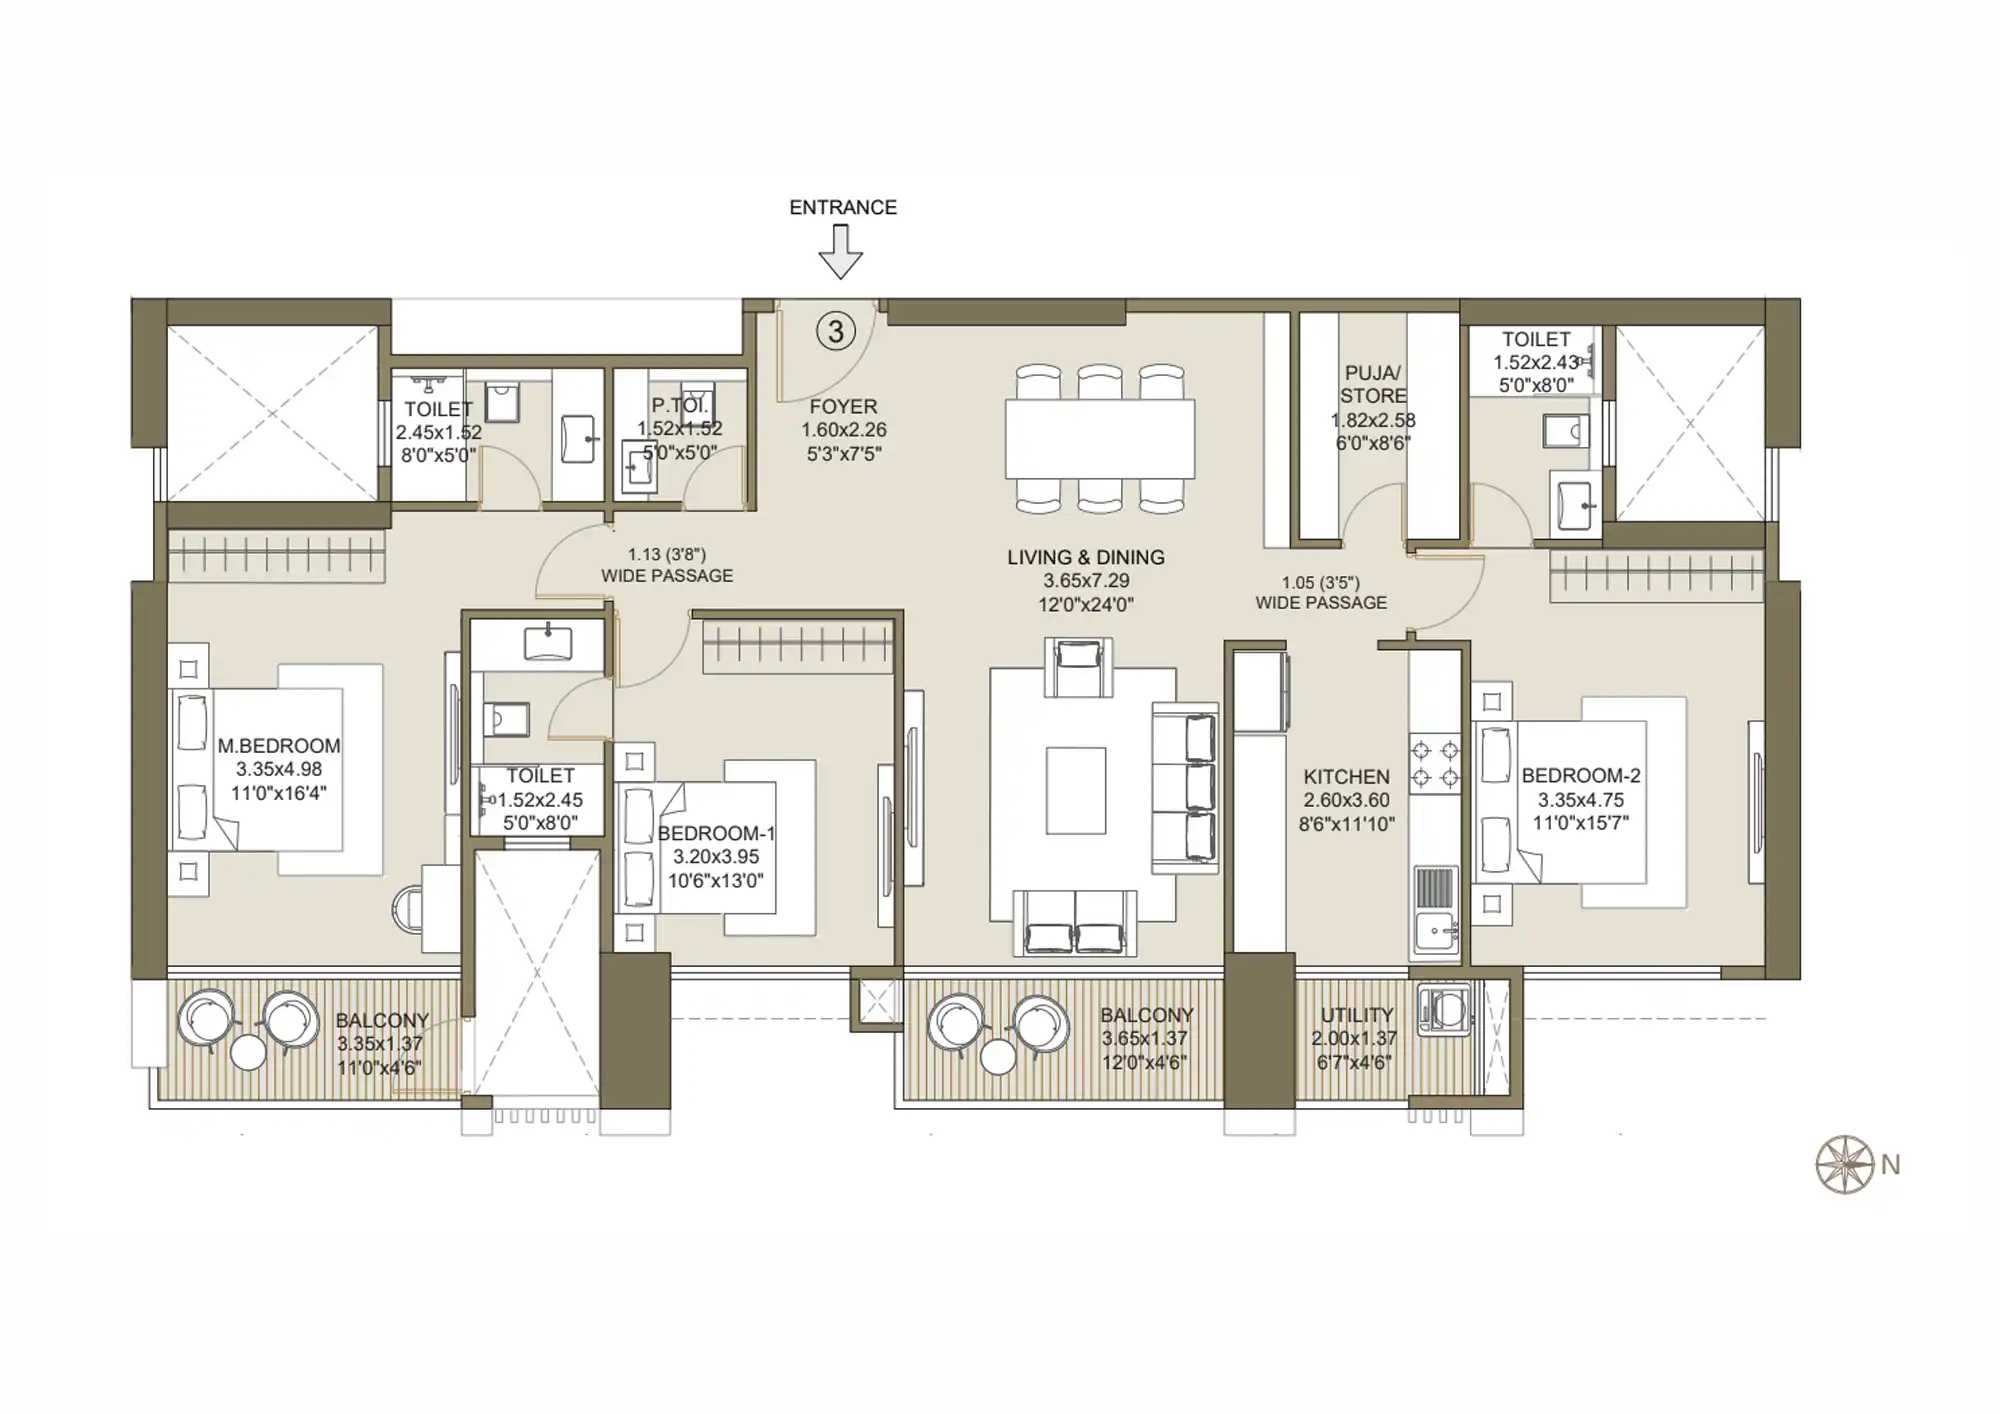 ENTRANCE
3
TOILET
2.45x1.52
8'0"x5'0"
P.TOI.
1.52x1.52
5'0"x5'0"
FOYER
1.60x2.26
5'3"x7'5"
PUJA/
STORE
1.82x2.58
6'0"x8'6"
TOILET
1.52x2.43
5'0"x8'0"
1.13 (3'8")
WIDE PASSAGE
LIVING & DINING
3.65x7.29
12'0"x24'0"
1.05 (3'5")
WIDE PASSAGE
M.BEDROOM
3.35x4.98
11'0"x16'4"
TOILET
1.52x2.45
5'0"x8'0"
BEDROOM-1
3.20x3.95
10'6"x13'0"
KITCHEN
2.60x3.60
8'6"x11'10"
BEDROOM-2
3.35x4.75
11'0"x15'7"
BALCONY
3.35x1.37
11'0"x4'6"
BALCONY
3.65x1.37
12'0"x4'6"
UTILITY
2.00x1.37
6'7"x4'6"
N